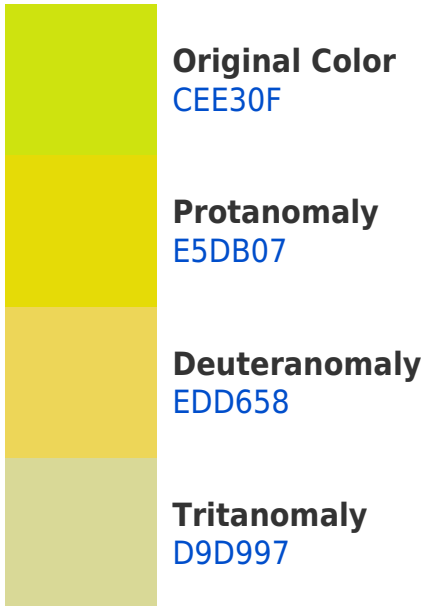 Original Color
CEE30F
Protanomaly
E5DB07
Deuteranomaly
EDD658
Tritanomaly
D9D997